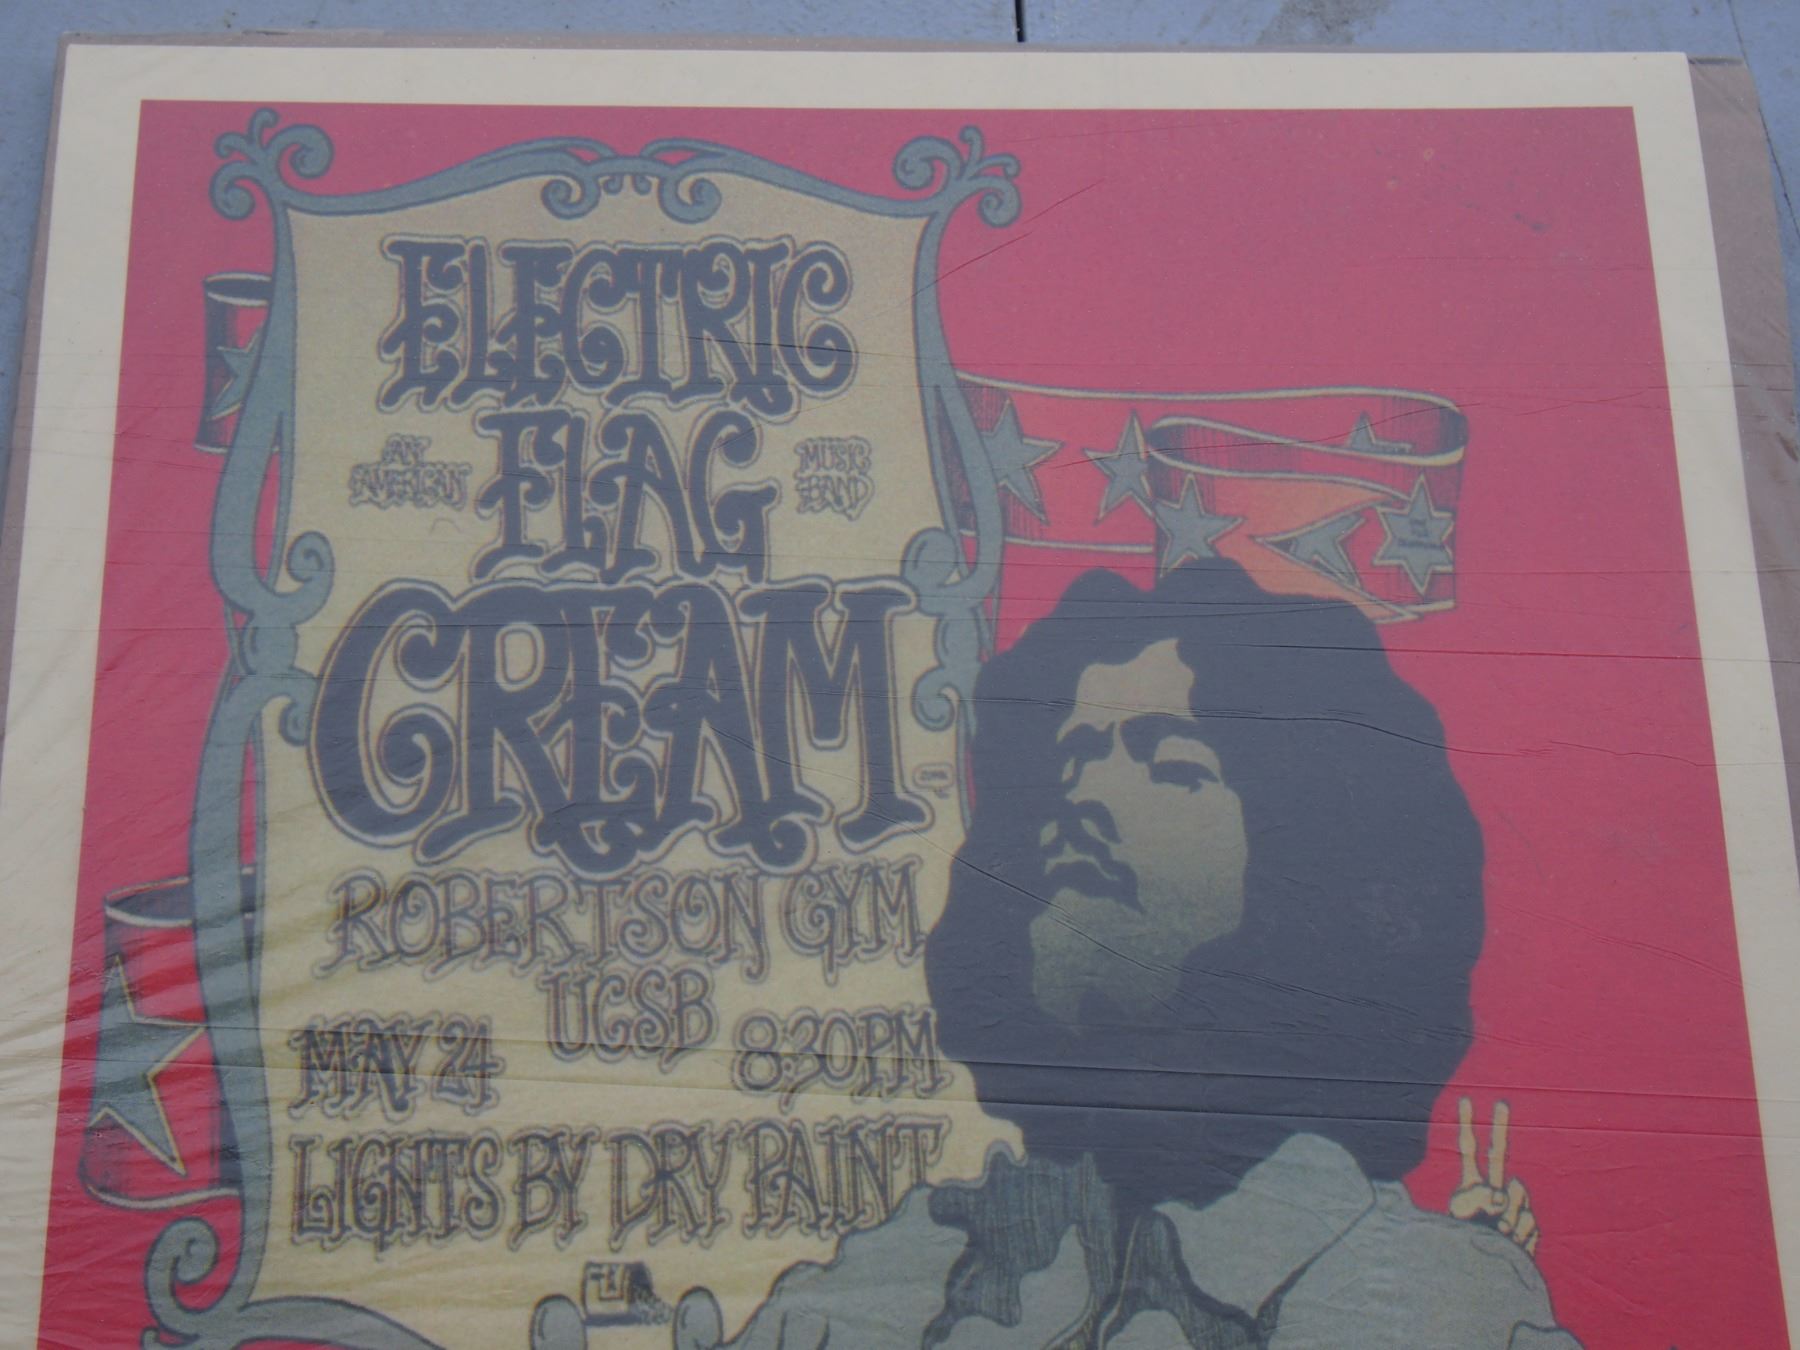 ELECTRIC
FLAG
AN AMERICAN
MUSIC BAND
CREAM
ROBERTSON GYM
UCSB
MAY 24
8:30PM
LIGHTS BY DRY PAINT